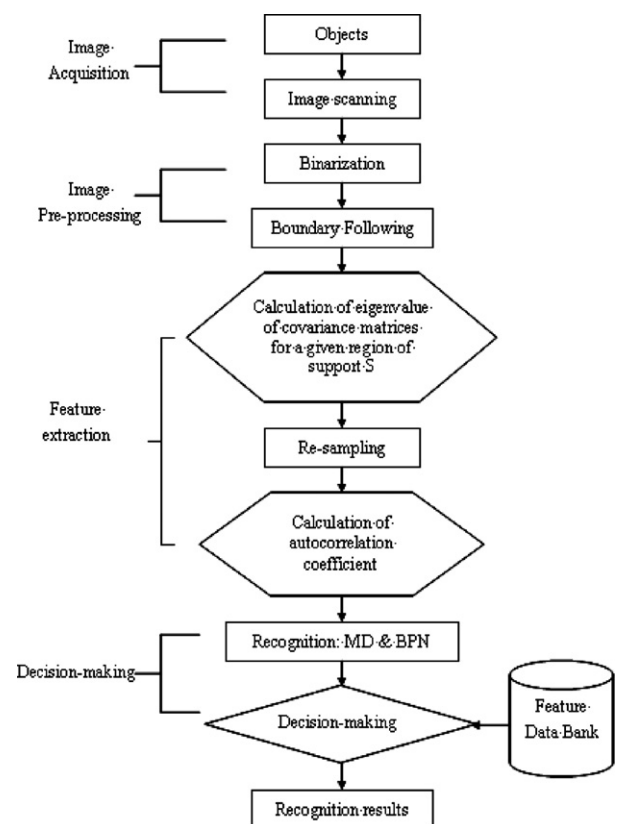 Objects
Image
Acquisition
Image scanning
Binarization
Image
Pre-processing
Boundary Following
Calculation of eigenvalue
of covariance matrices
for a given region of
support S
Feature
extraction
Re-sampling
Calculation of
autocorrelation
coefficient
Recognition: MD & BPN
Decision-making
Decision-making
Feature
Data Bank
Recognition results